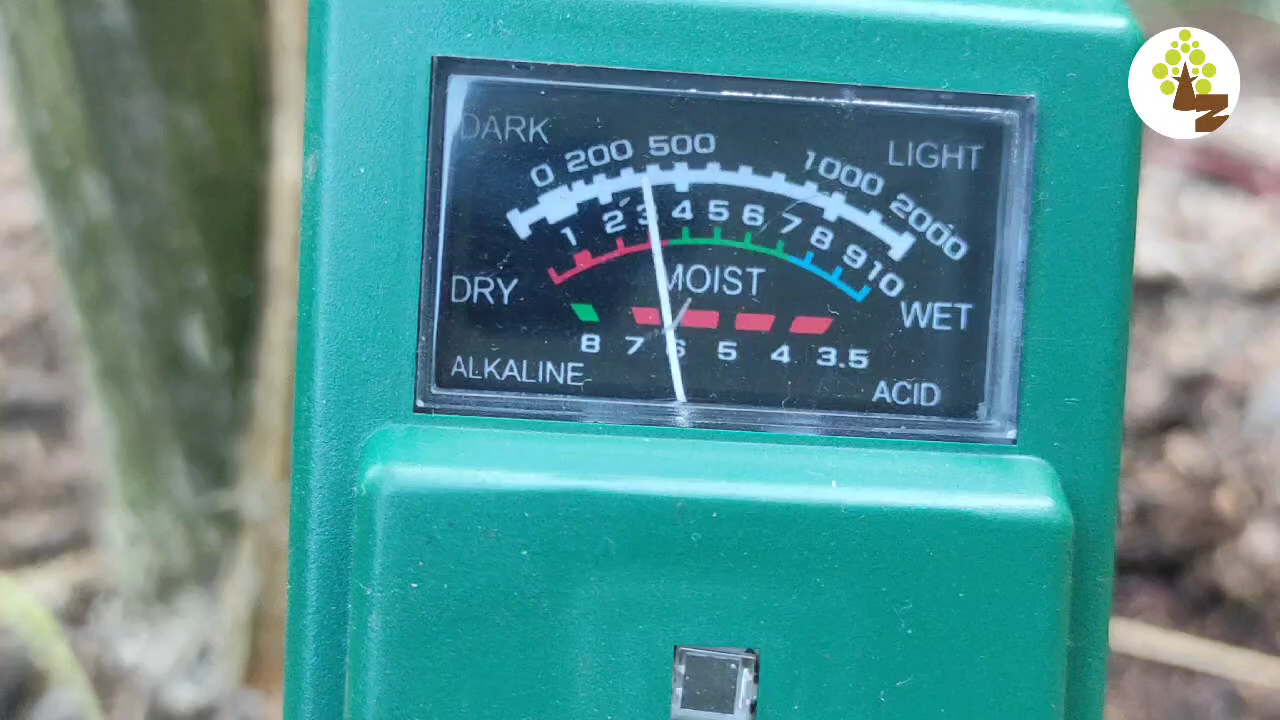 DARK
LIGHT
0 200 500 1000 2000
1 2 3 4 5 6 7 8 9 10
DRY MOIST WET
8 7 6 5 4 3.5
ALKALINE ACID